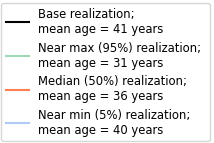 Base realization;
mean age = 41 years
Near max (95%) realization;
mean age = 31 years
Median (50%) realization;
mean age = 36 years
Near min (5%) realization;
mean age = 40 years